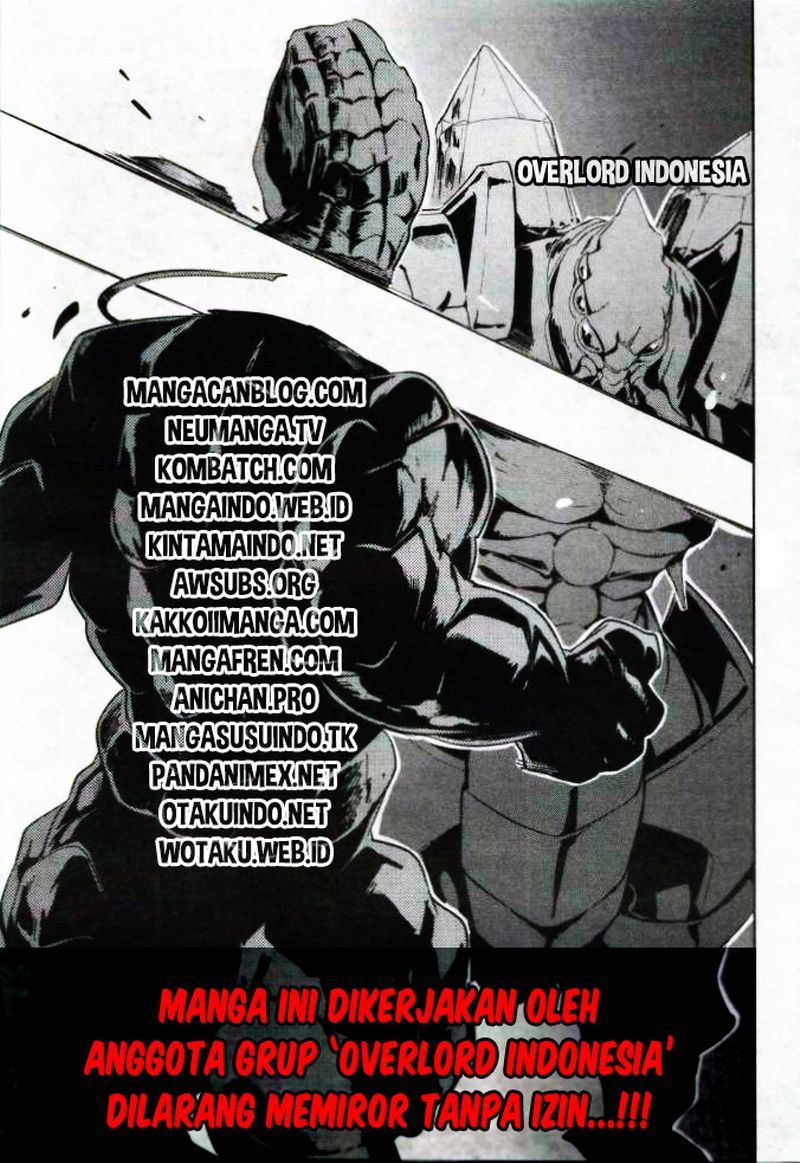 OVERLORD INDONESIA
MANGACANBLOG.COM
NEUMANGA.TV
KOMBATCH.COM
MANGAINDO.WEB.ID
KINTAMAINDO.NET
AWSUBS.ORG
KAKKOIIMANGA.COM
MANGAFREN.COM
ANICHAN.PRO
MANGASUSUINDO.TK
PANDANIMEX.NET
OTAKUINDO.NET
WOTAKU.WEB.ID
MANGA INI DIKERJAKAN OLEH
ANGGOTA GRUP ‘OVERLORD INDONESIA’
DILARANG MEMIROR TANPA IZIN...!!!